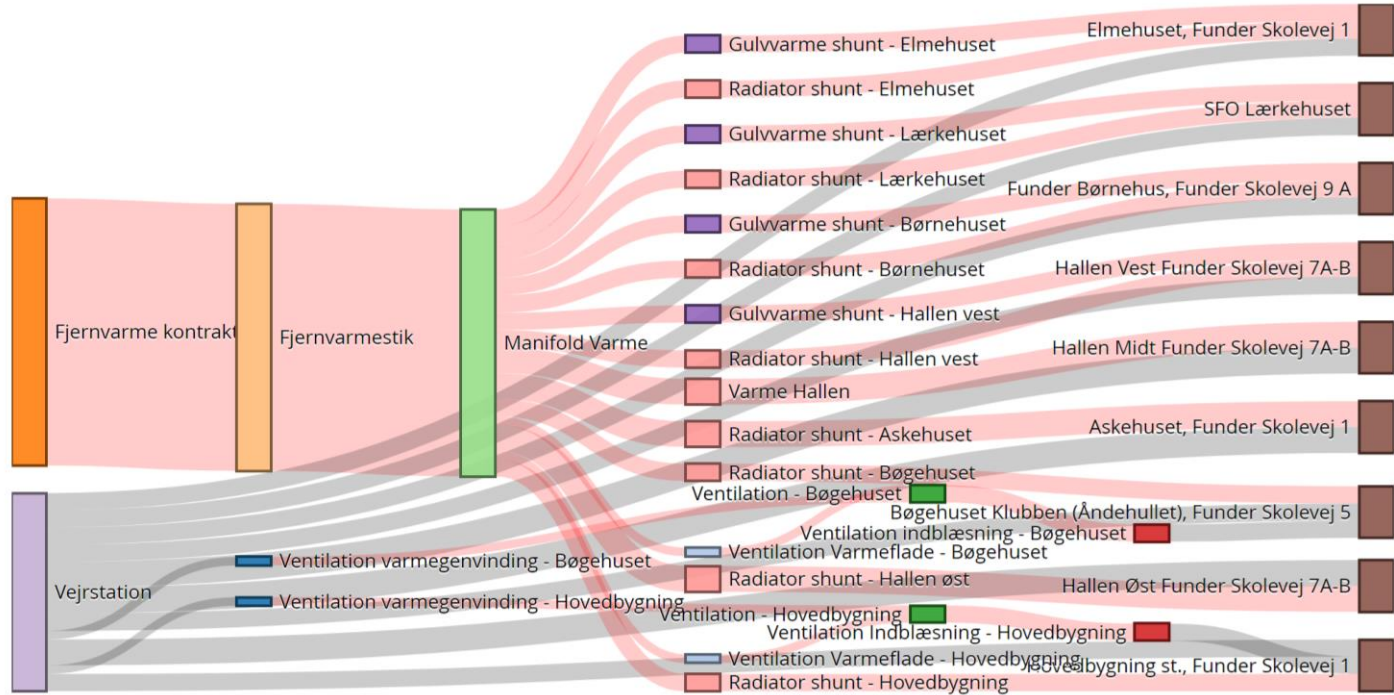 Fjernvarme kontrakt
Vejrstation
Fjernvarmestik
Ventilation varmegenvinding - Bøgehuset
Ventilation varmegenvinding - Hovedbygning
Manifold Varme
Gulvvarme shunt - Elmehuset
Radiator shunt - Elmehuset
Gulvvarme shunt - Lærkehuset
Radiator shunt - Lærkehuset
Gulvvarme shunt - Børnehuset
Radiator shunt - Børnehuset
Gulvvarme shunt - Hallen vest
Radiator shunt - Hallen vest
Varme Hallen
Radiator shunt - Askehuset
Radiator shunt - Bøgehuset
Ventilation - Bøgehuset
Ventilation indblæsning - Bøgehuset
Ventilation Varmeflade - Bøgehuset
Radiator shunt - Hallen øst
Ventilation - Hovedbygning
Ventilation Indblæsning - Hovedbygning
Ventilation Varmeflade - Hovedbygning
Radiator shunt - Hovedbygning
Elmehuset, Funder Skolevej 1
SFO Lærkehuset
Funder Børnehus, Funder Skolevej 9 A
Hallen Vest Funder Skolevej 7A-B
Hallen Midt Funder Skolevej 7A-B
Askehuset, Funder Skolevej 1
Bøgehuset Klubben (Åndehullet), Funder Skolevej 5
Hallen Øst Funder Skolevej 7A-B
Hovedbygning st., Funder Skolevej 1